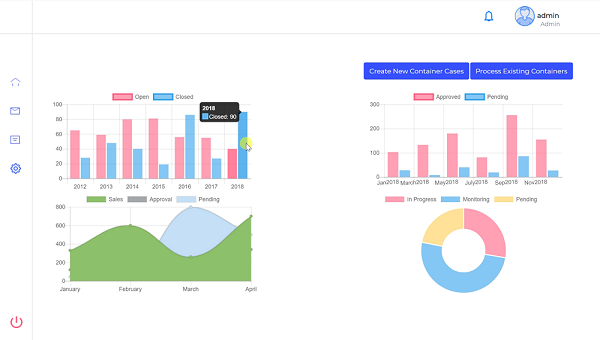 admin
Admin
Create New Container Cases
Process Existing Containers
Open Closed
100
80
60
40
20
0
2018
Closed: 90
2012 2013 2014 2015 2016 2017 2018
Approved Pending
300
200
100
0
Jan2018 March2018 May2018 July2018 Sep2018 Nov2018
Sales Approval Pending
800
600
400
200
0
January February March April
In Progress Monitoring Pending